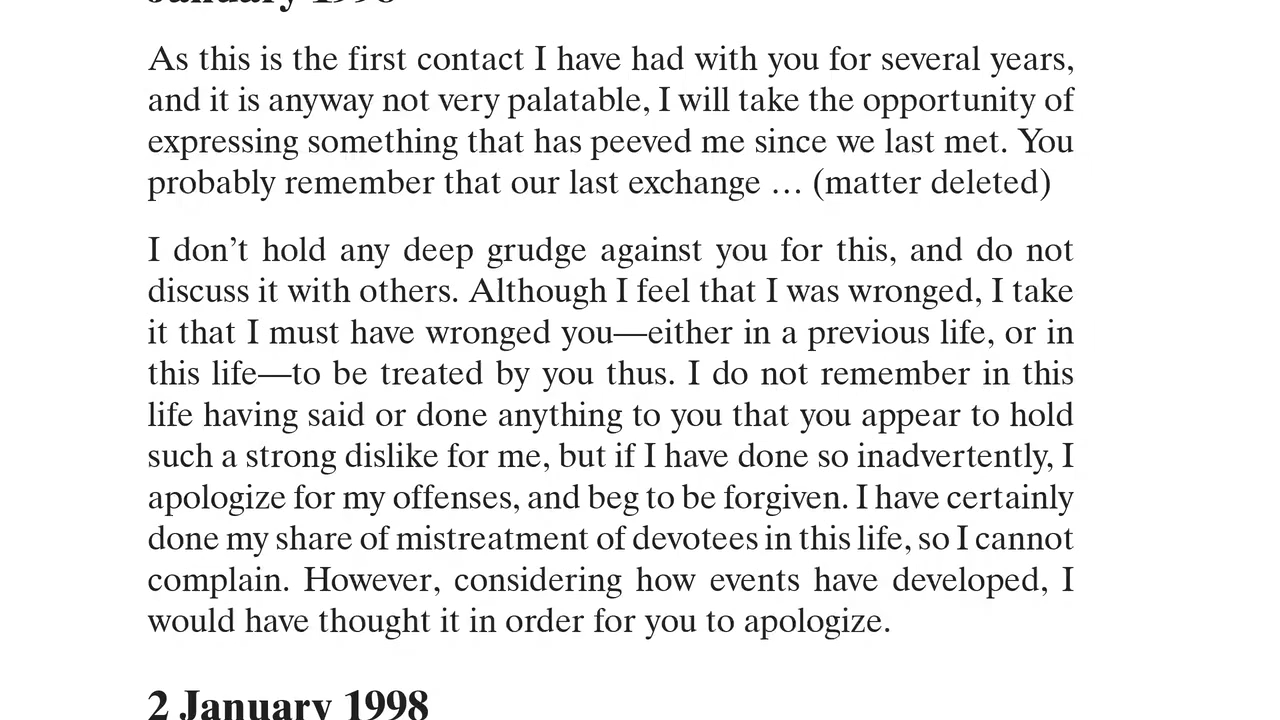 January 1998
As this is the first contact I have had with you for several years,
and it is anyway not very palatable, I will take the opportunity of
expressing something that has peeved me since we last met. You
probably remember that our last exchange … (matter deleted)
I don’t hold any deep grudge against you for this, and do not
discuss it with others. Although I feel that I was wronged, I take
it that I must have wronged you—either in a previous life, or in
this life—to be treated by you thus. I do not remember in this
life having said or done anything to you that you appear to hold
such a strong dislike for me, but if I have done so inadvertently, I
apologize for my offenses, and beg to be forgiven. I have certainly
done my share of mistreatment of devotees in this life, so I cannot
complain. However, considering how events have developed, I
would have thought it in order for you to apologize.
2 January 1998